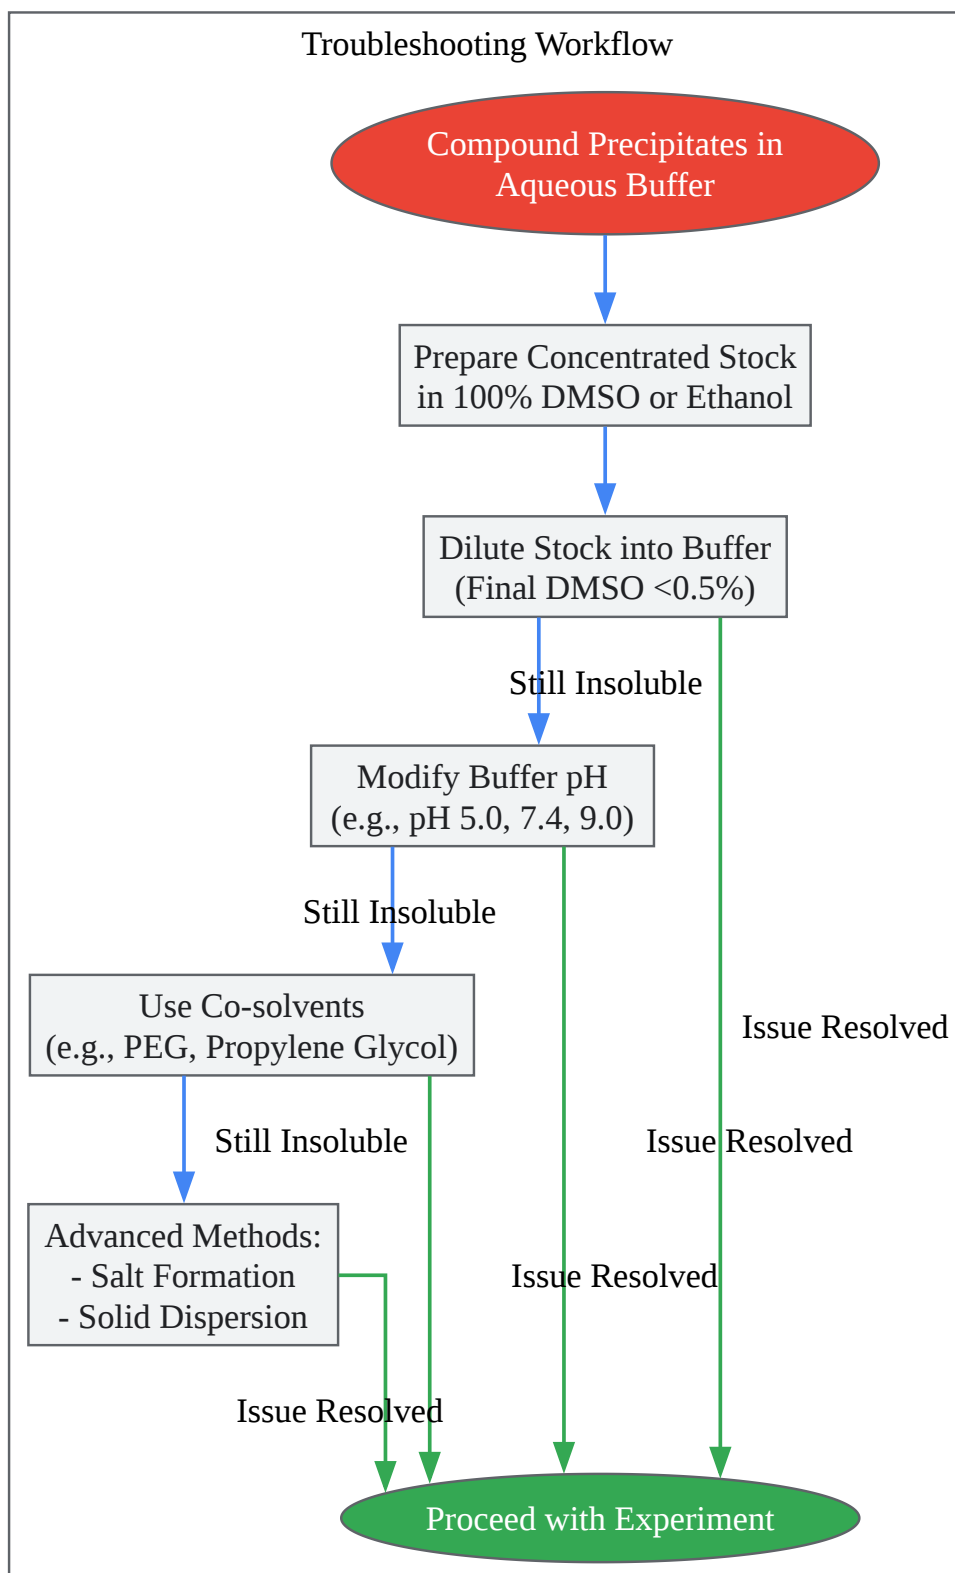 Troubleshooting Workflow
Compound Precipitates in
Aqueous Buffer
Prepare Concentrated Stock
in 100% DMSO or Ethanol
Dilute Stock into Buffer
(Final DMSO <0.5%)
Still Insoluble
Modify Buffer pH
(e.g., pH 5.0, 7.4, 9.0)
Still Insoluble
Use Co-solvents
(e.g., PEG, Propylene Glycol)
Issue Resolved
Still Insoluble
Issue Resolved
Advanced Methods:
- Salt Formation
- Solid Dispersion
Issue Resolved
Issue Resolved
Proceed with Experiment